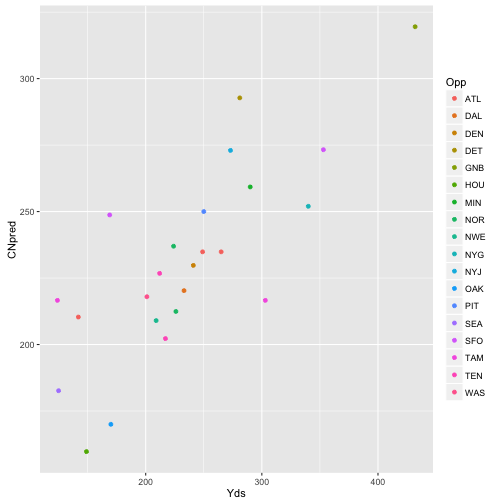 300
250
200
CNpred
200
300
400
Yds
Opp
ATL
DAL
DEN
DET
GNB
HOU
MIN
NOR
NWE
NYG
NYJ
OAK
PIT
SEA
SFO
TAM
TEN
WAS